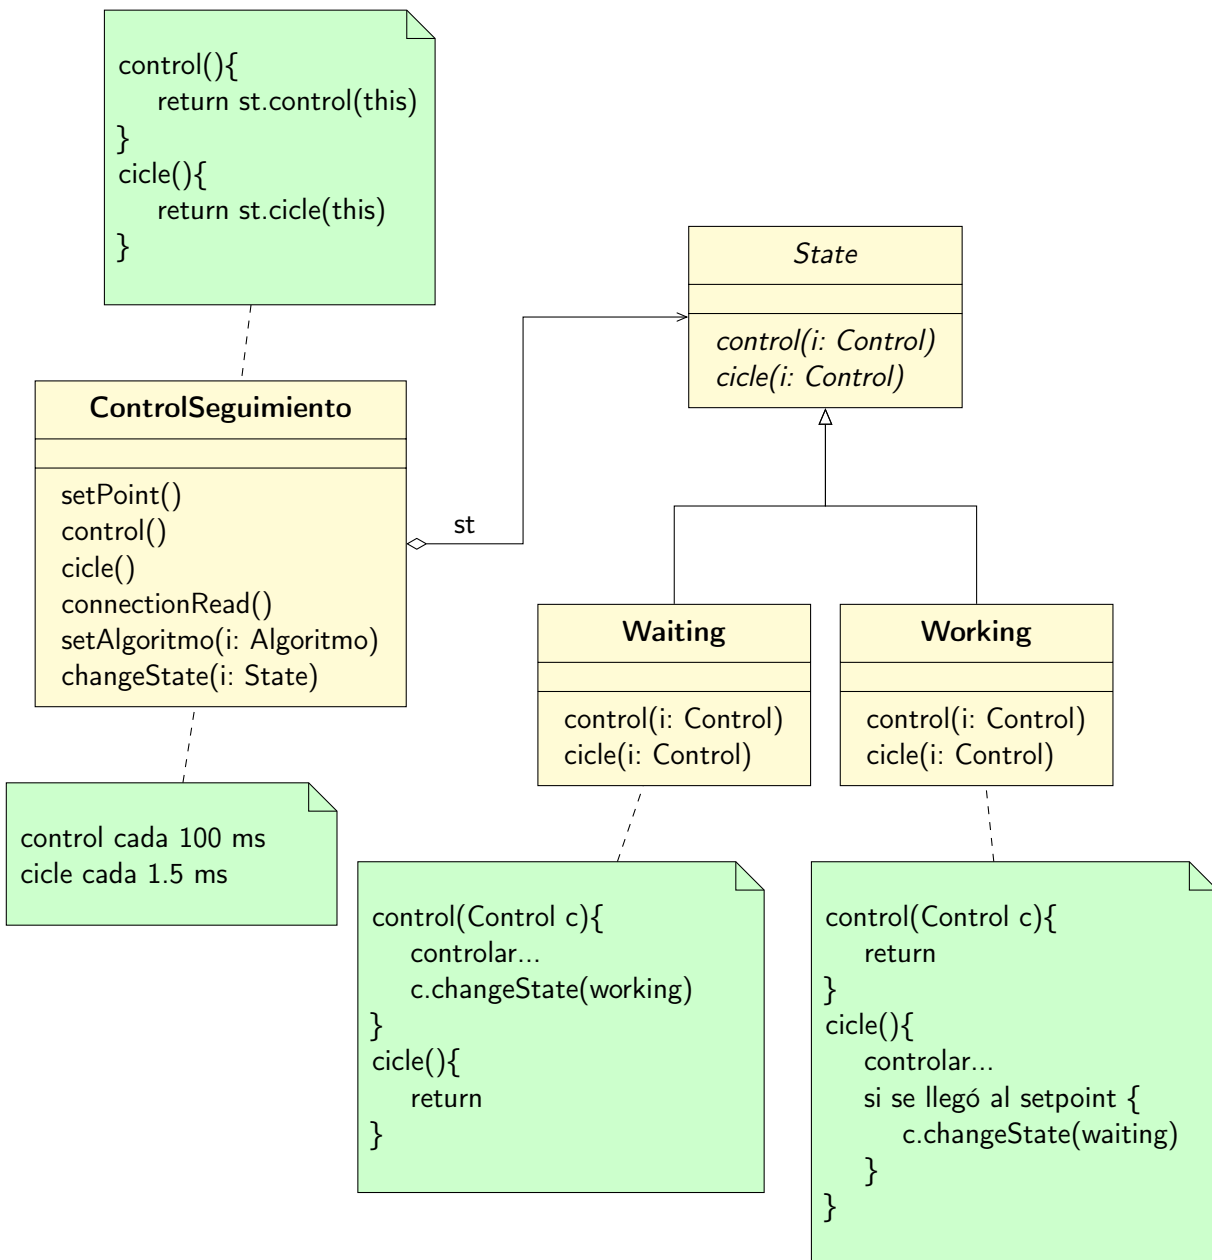 control(){
return st.control(this)
}
cicle(){
return st.cicle(this)
}
State
control(i: Control)
cicle(i: Control)
ControlSeguimiento
setPoint()
control()
cicle()
connectionRead()
setAlgoritmo(i: Algoritmo)
changeState(i: State)
st
Waiting
control(i: Control)
cicle(i: Control)
Working
control(i: Control)
cicle(i: Control)
control cada 100 ms
cicle cada 1.5 ms
control(Control c){
controlar...
c.changeState(working)
}
cicle(){
return
}
control(Control c){
return
}
cicle(){
controlar...
si se llegó al setpoint {
c.changeState(waiting)
}
}